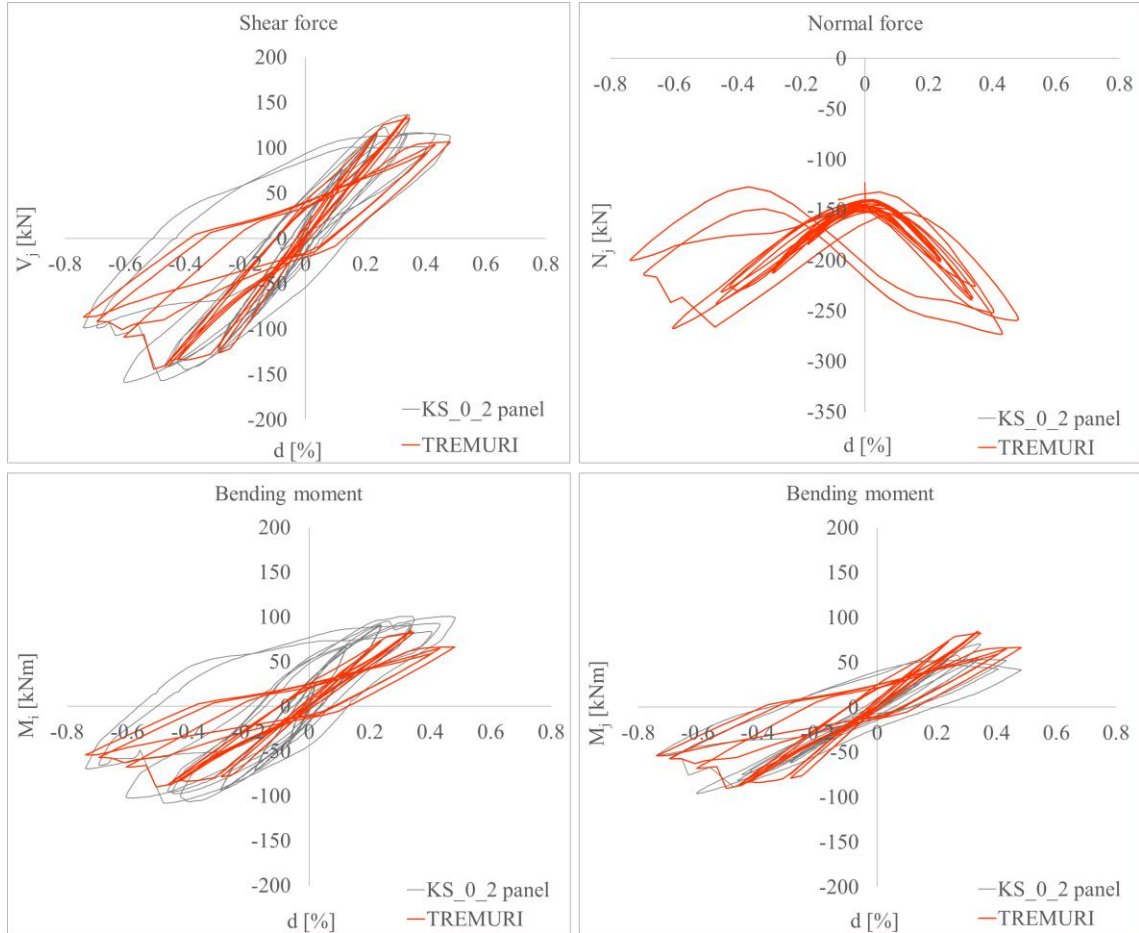 Shear force
200
150
100
50
0
-50
-100
-150
-200
-0.8 -0.6 -0.4 -0.2 0 0.2 0.4 0.6 0.8
V_j [kN]
d [%]
KS_0_2 panel
TREMURI
Normal force
0
-50
-100
-150
-200
-250
-300
-350
-0.8 -0.6 -0.4 -0.2 0 0.2 0.4 0.6 0.8
N_j [kN]
d [%]
KS_0_2 panel
TREMURI
Bending moment
200
150
100
50
0
-50
-100
-150
-200
-0.8 -0.6 -0.4 -0.2 0 0.2 0.4 0.6 0.8
M_i [kNm]
d [%]
KS_0_2 panel
TREMURI
Bending moment
200
150
100
50
0
-50
-100
-150
-200
-0.8 -0.6 -0.4 -0.2 0 0.2 0.4 0.6 0.8
M_j [kNm]
d [%]
KS_0_2 panel
TREMURI